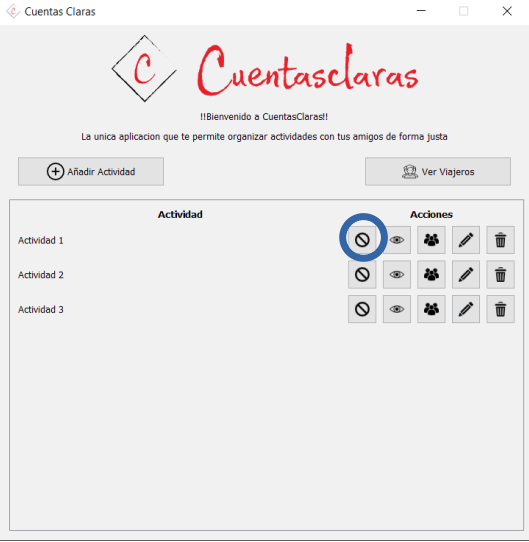 Cuentas Claras
C Cuentasclaras
!!Bienvenido a CuentasClaras!!
La unica aplicacion que te permite organizar actividades con tus amigos de forma justa
Añadir Actividad
Ver Viajeros
Actividad Acciones
Actividad 1
Actividad 2
Actividad 3